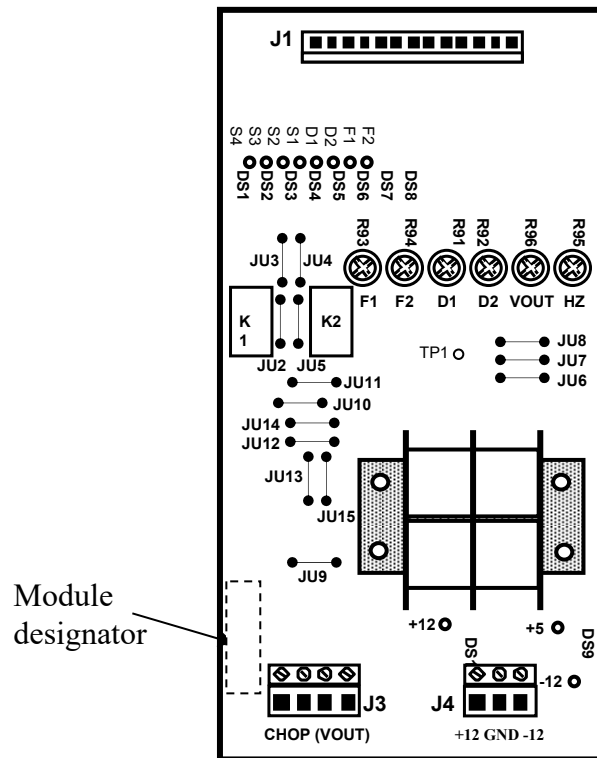 J1
S4 S3 S2 S1 D1 D2 F1 F2
DS1 DS2 DS3 DS4 DS5 DS6 DS7 DS8
R93 R94 R91 R92 R96 R95
JU3 JU4
F1 F2 D1 D2 VOUT HZ
K
1
K2
JU8
TP1
JU7
JU2 JU5
JU6
JU11
JU10
JU14
JU12
JU13
JU15
JU9
Module
designator
+12
+5
DS
DS9
-12
J3
J4
CHOP (VOUT)
+12 GND -12